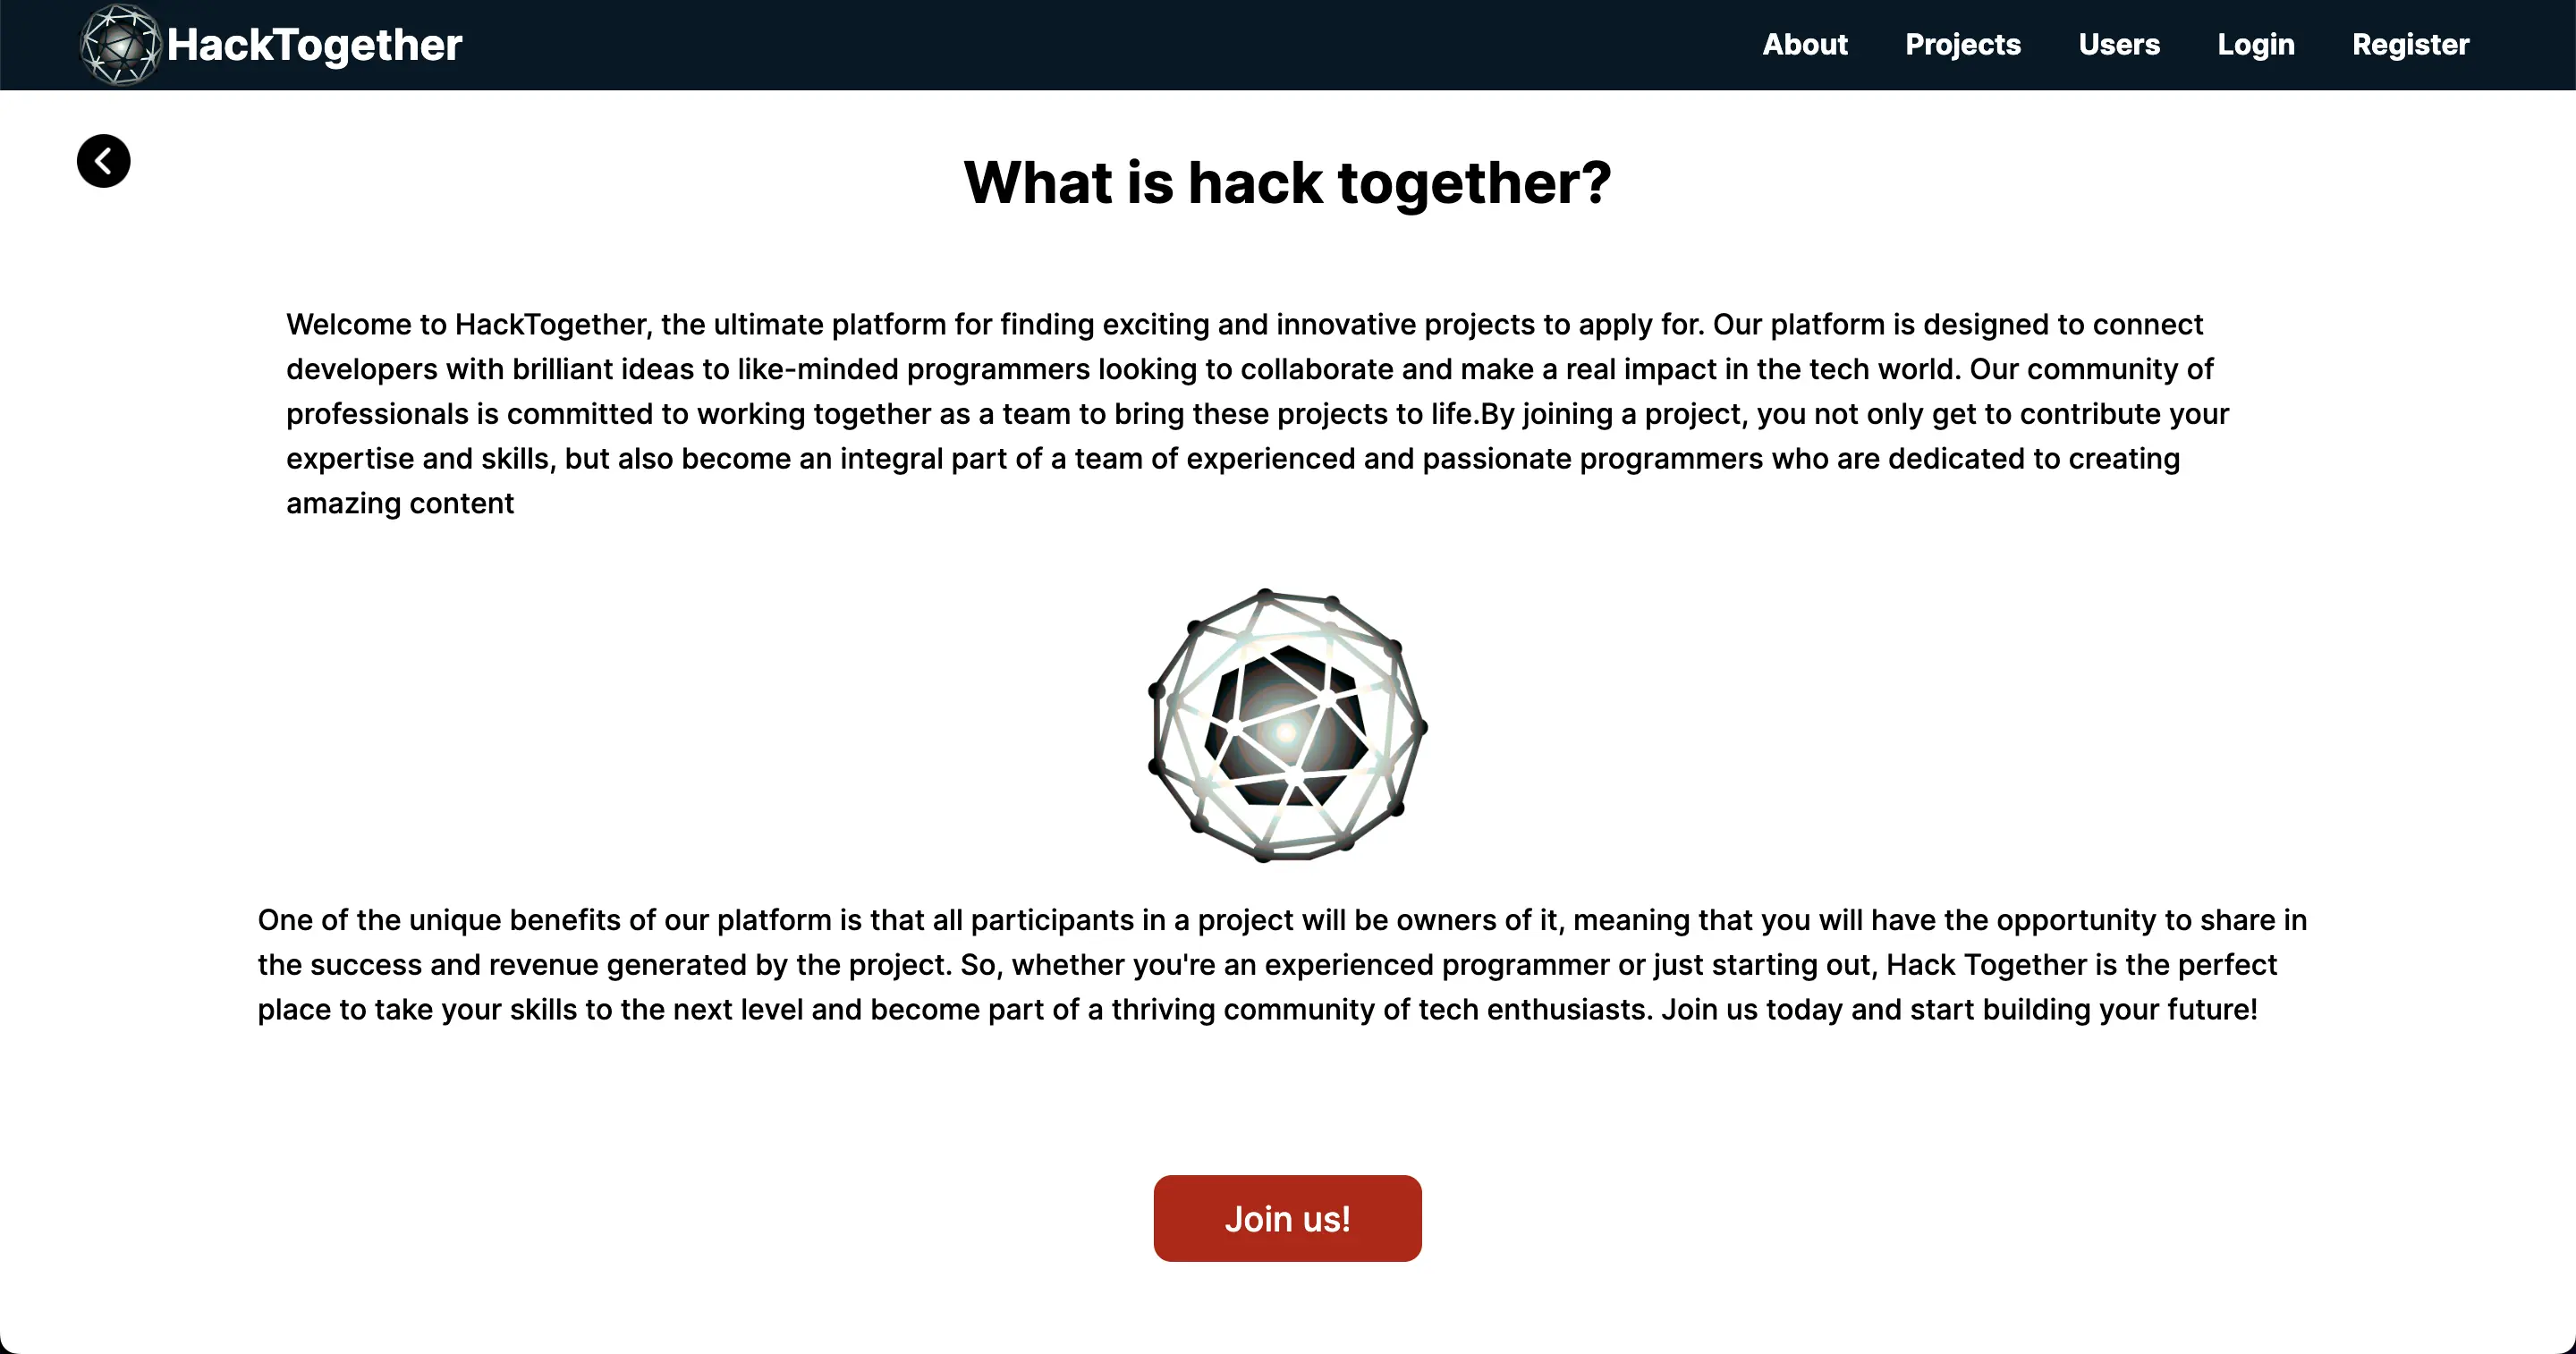 HackTogether
About Projects Users Login Register
What is hack together?
Welcome to HackTogether, the ultimate platform for finding exciting and innovative projects to apply for. Our platform is designed to connect
developers with brilliant ideas to like-minded programmers looking to collaborate and make a real impact in the tech world. Our community of
professionals is committed to working together as a team to bring these projects to life.By joining a project, you not only get to contribute your
expertise and skills, but also become an integral part of a team of experienced and passionate programmers who are dedicated to creating
amazing content
One of the unique benefits of our platform is that all participants in a project will be owners of it, meaning that you will have the opportunity to share in
the success and revenue generated by the project. So, whether you're an experienced programmer or just starting out, Hack Together is the perfect
place to take your skills to the next level and become part of a thriving community of tech enthusiasts. Join us today and start building your future!
Join us!